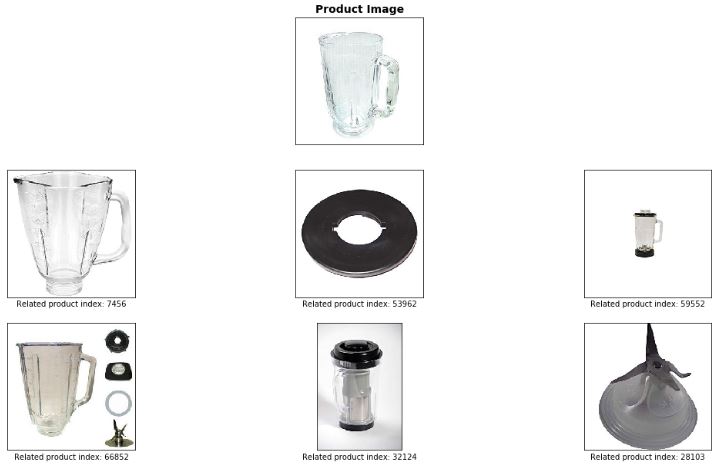 Product Image
Related product index: 7456
Related product index: 53962
Related product index: 59552
Related product index: 66852
Related product index: 32124
Related product index: 28103